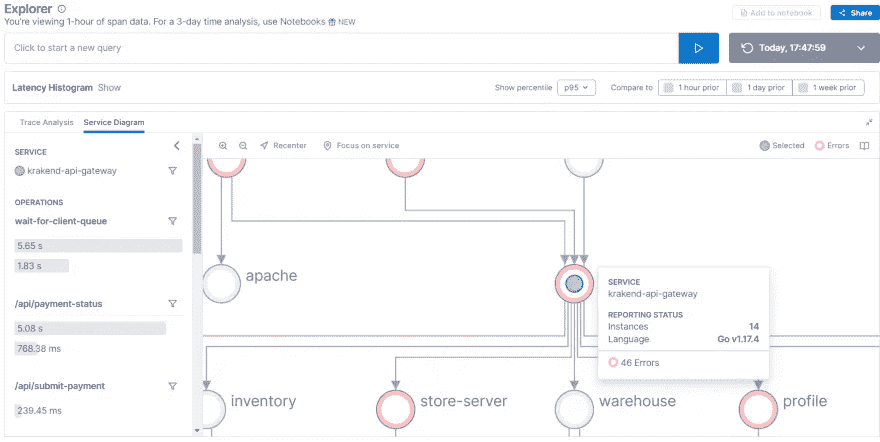 Explorer
You're viewing 1-hour of span data. For a 3-day time analysis, use Notebooks NEW
Add to notebook
Share
Click to start a new query
Today, 17:47:59
Latency Histogram Show
Show percentile p95
Compare to 1 hour prior 1 day prior 1 week prior
Trace Analysis Service Diagram
SERVICE
krakend-api-gateway
OPERATIONS
wait-for-client-queue
5.65 s
1.83 s
/api/payment-status
5.08 s
768.38 ms
/api/submit-payment
239.45 ms
Recenter Focus on service
Selected Errors
apache
SERVICE
krakend-api-gateway
REPORTING STATUS
Instances 14
Language Go v1.17.4
46 Errors
inventory
store-server
warehouse
profile